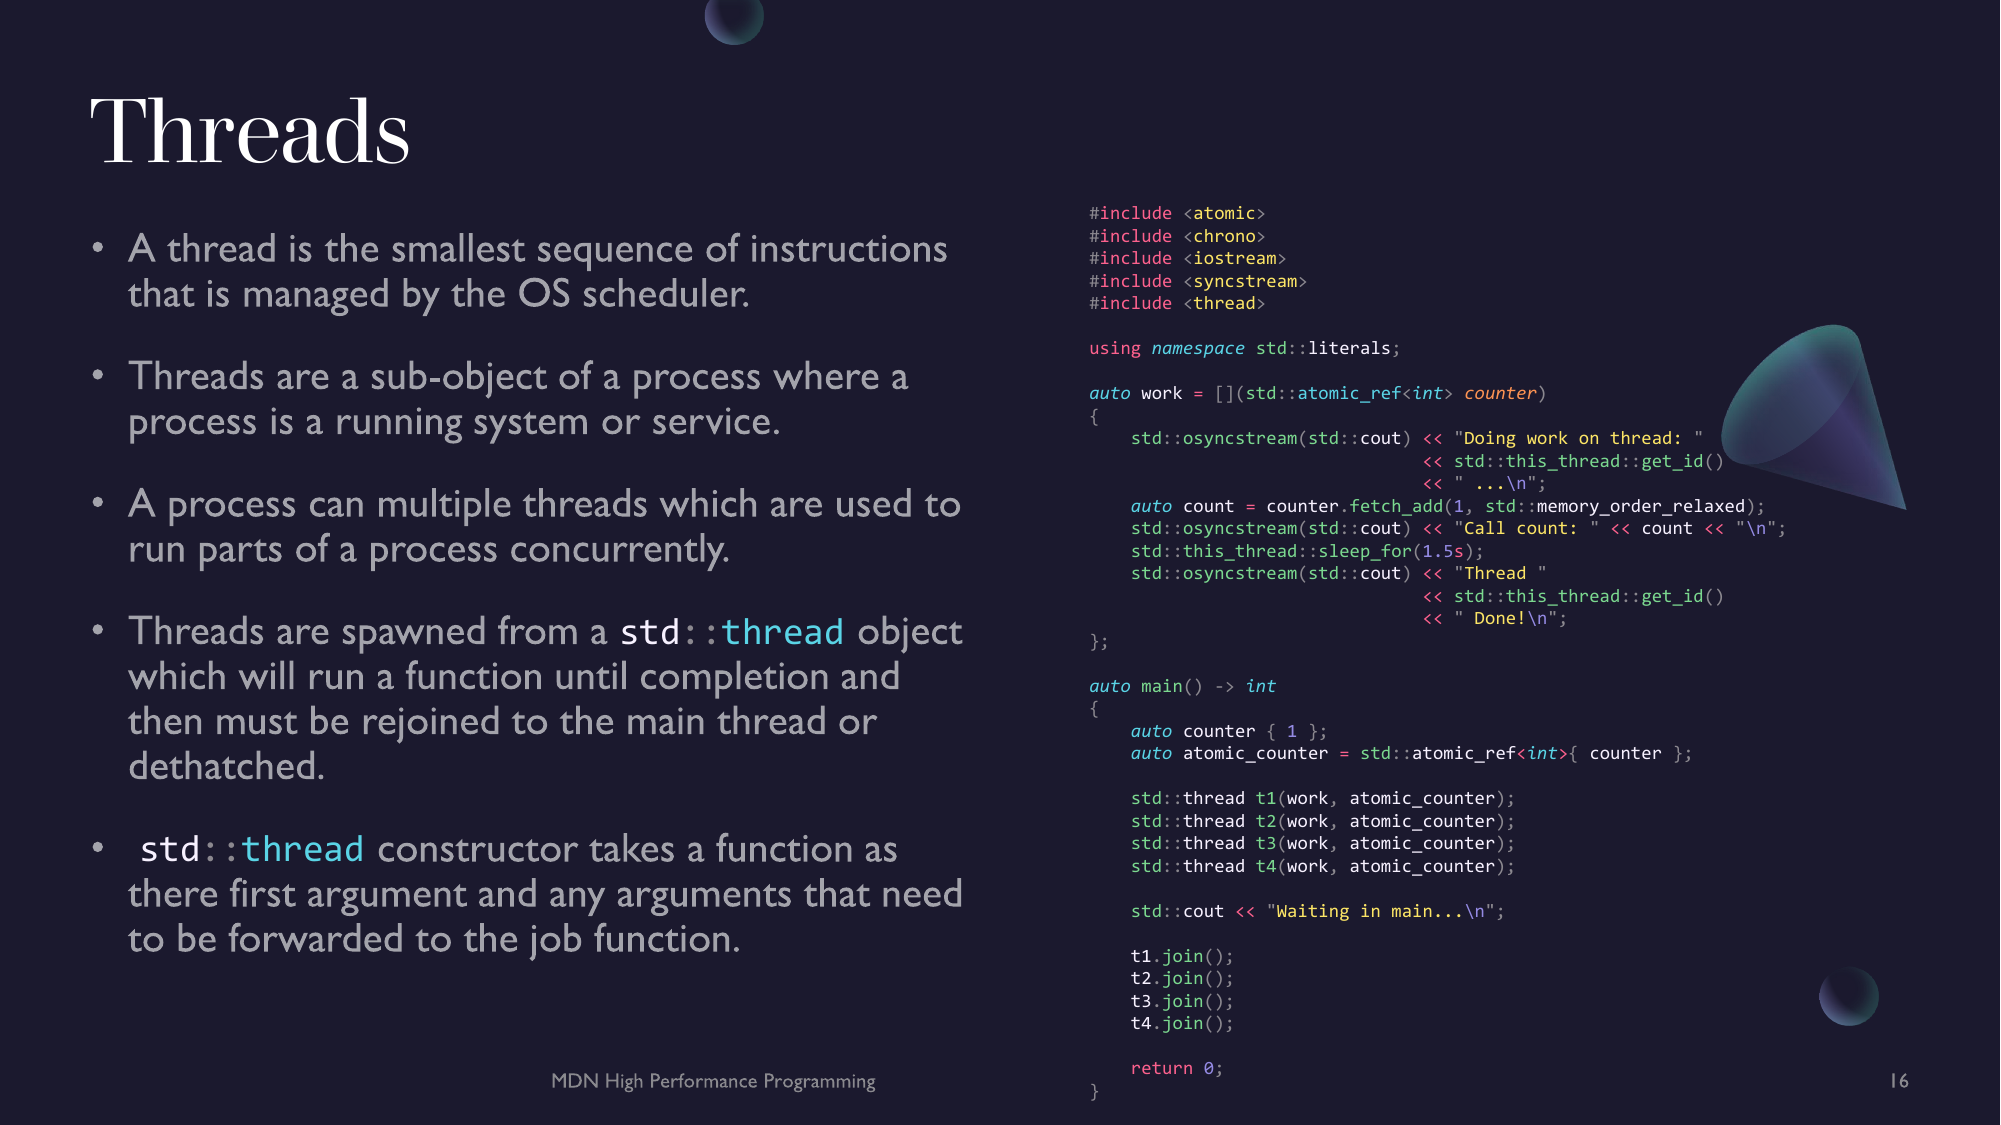 Threads
• A thread is the smallest sequence of instructions
that is managed by the OS scheduler.
• Threads are a sub-object of a process where a
process is a running system or service.
• A process can multiple threads which are used to
run parts of a process concurrently.
• Threads are spawned from a std::thread object
which will run a function until completion and
then must be rejoined to the main thread or
dethatched.
• std::thread constructor takes a function as
there first argument and any arguments that need
to be forwarded to the job function.
#include <atomic>
#include <chrono>
#include <iostream>
#include <syncstream>
#include <thread>
using namespace std::literals;
auto work = [](std::atomic_ref<int> counter)
{
    std::osyncstream(std::cout) << "Doing work on thread: "
                                << std::this_thread::get_id()
                                << " ...\n";
    auto count = counter.fetch_add(1, std::memory_order_relaxed);
    std::osyncstream(std::cout) << "Call count: " << count << "\n";
    std::this_thread::sleep_for(1.5s);
    std::osyncstream(std::cout) << "Thread "
                                << std::this_thread::get_id()
                                << " Done!\n";
};
auto main() -> int
{
    auto counter { 1 };
    auto atomic_counter = std::atomic_ref<int>{ counter };
    std::thread t1(work, atomic_counter);
    std::thread t2(work, atomic_counter);
    std::thread t3(work, atomic_counter);
    std::thread t4(work, atomic_counter);
    std::cout << "Waiting in main...\n";
    t1.join();
    t2.join();
    t3.join();
    t4.join();
    return 0;
}
MDN High Performance Programming
16